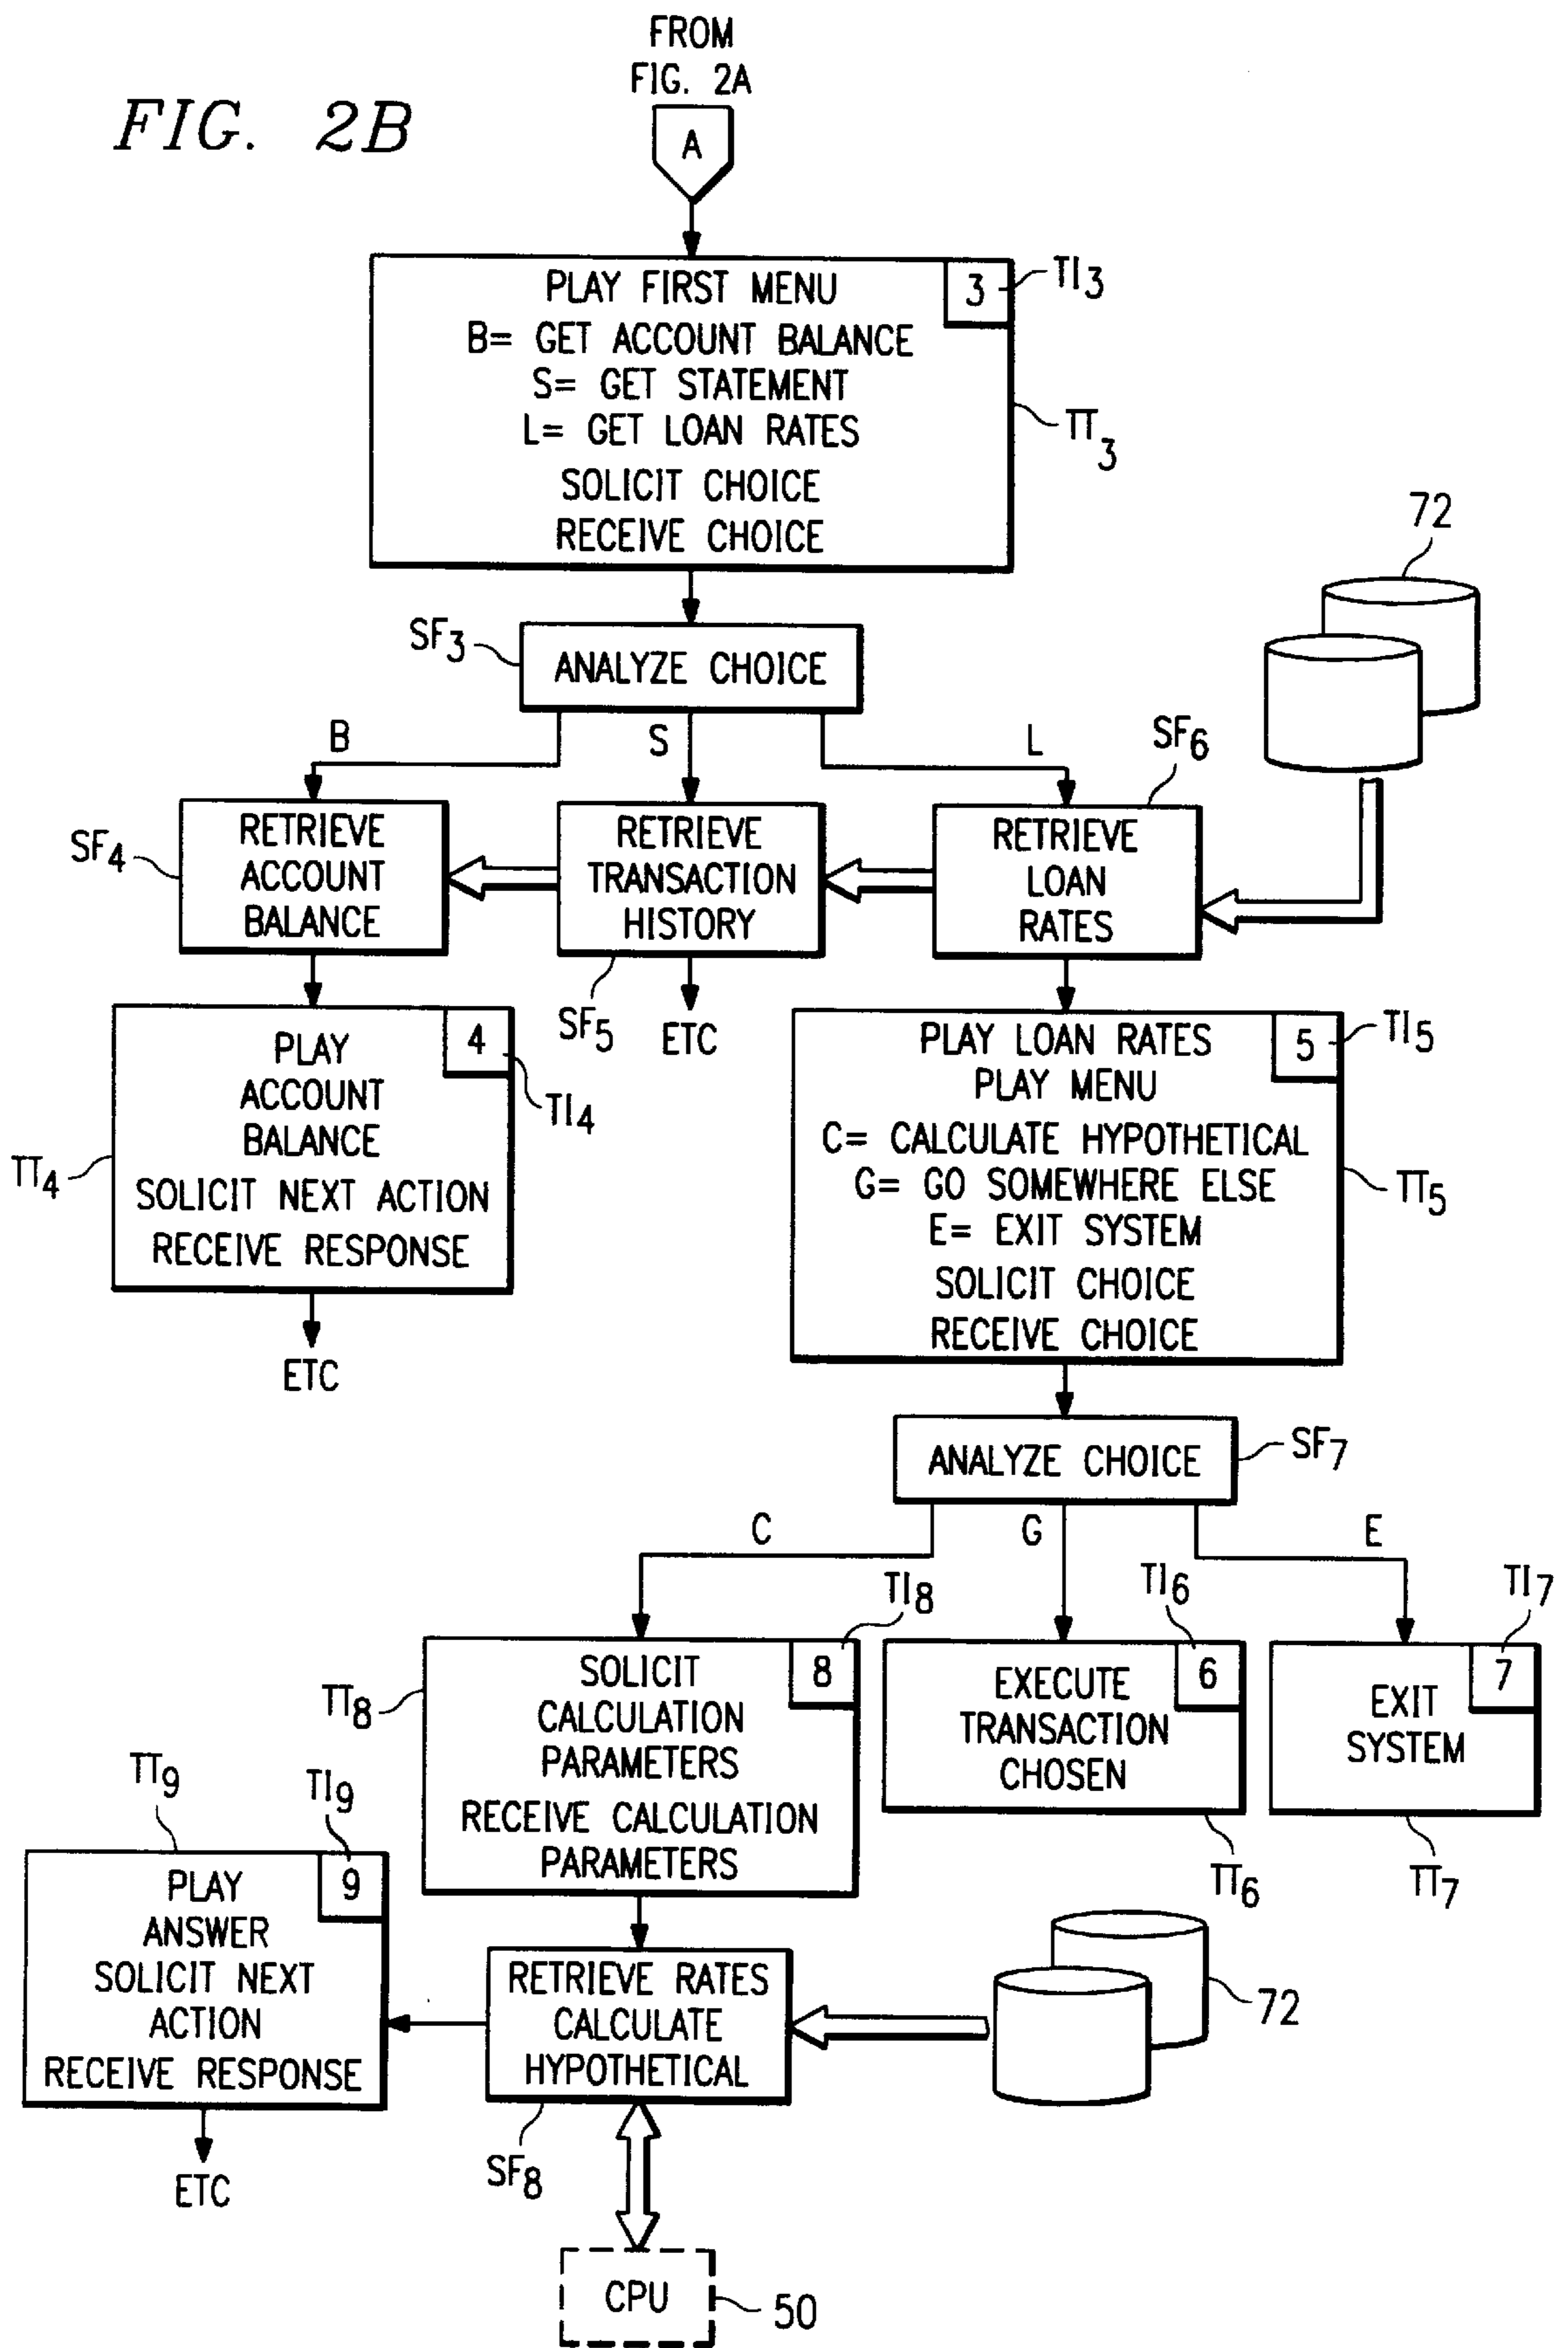 FROM
FIG. 2A
FIG. 2B
A
PLAY FIRST MENU
3
TI3
B= GET ACCOUNT BALANCE
S= GET STATEMENT
L= GET LOAN RATES
TT3
SOLICIT CHOICE
RECEIVE CHOICE
72
SF3
ANALYZE CHOICE
B
S
L
SF6
SF4
RETRIEVE
ACCOUNT
BALANCE
RETRIEVE
TRANSACTION
HISTORY
RETRIEVE
LOAN
RATES
SF5
ETC
PLAY
ACCOUNT
BALANCE
4
TI4
TT4
SOLICIT NEXT ACTION
RECEIVE RESPONSE
ETC
PLAY LOAN RATES
5
TI5
PLAY MENU
C= CALCULATE HYPOTHETICAL
G= GO SOMEWHERE ELSE
TT5
E= EXIT SYSTEM
SOLICIT CHOICE
RECEIVE CHOICE
ANALYZE CHOICE
SF7
C
G
E
TI8
TI6
TI7
TT8
SOLICIT
CALCULATION
PARAMETERS
8
RECEIVE CALCULATION
PARAMETERS
EXECUTE
TRANSACTION
CHOSEN
6
TT6
EXIT
SYSTEM
7
TT7
TT9
TI9
PLAY
ANSWER
9
SOLICIT NEXT
ACTION
RECEIVE RESPONSE
ETC
RETRIEVE RATES
CALCULATE
HYPOTHETICAL
72
SF8
CPU
50